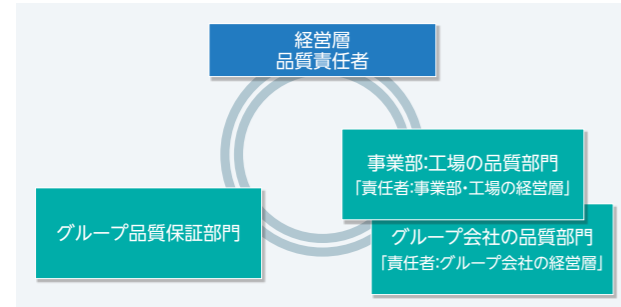 経営層
品質責任者
事業部:工場の品質部門
「責任者:事業部・工場の経営層」
グループ品質保証部門
グループ会社の品質部門
「責任者:グループ会社の経営層」